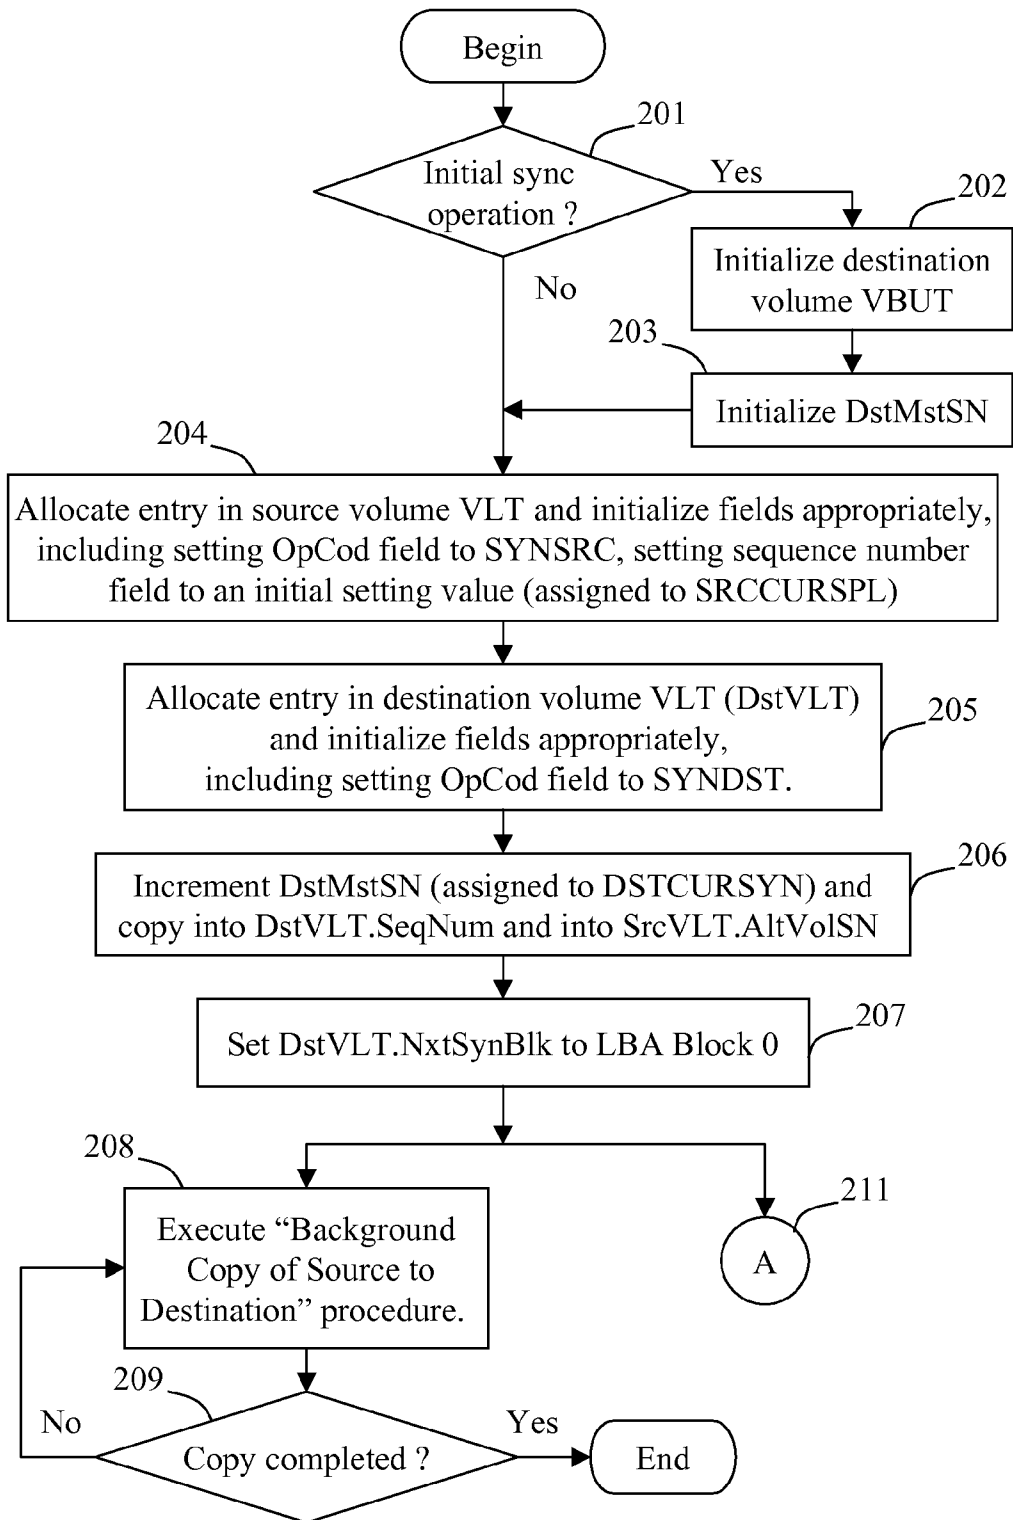 Begin
201
Initial sync
operation ?
Yes
202
Initialize destination
volume VBUT
No
203
Initialize DstMstSN
204
Allocate entry in source volume VLT and initialize fields appropriately,
including setting OpCod field to SYNSRC, setting sequence number
field to an initial setting value (assigned to SRCCURSPL)
Allocate entry in destination volume VLT (DstVLT)
and initialize fields appropriately,
including setting OpCod field to SYNDST.
205
206
Increment DstMstSN (assigned to DSTCURSYN) and
copy into DstVLT.SeqNum and into SrcVLT.AltVolSN
207
Set DstVLT.NxtSynBlk to LBA Block 0
208
Execute “Background
Copy of Source to
Destination” procedure.
211
A
209
No
Copy completed ?
Yes
End